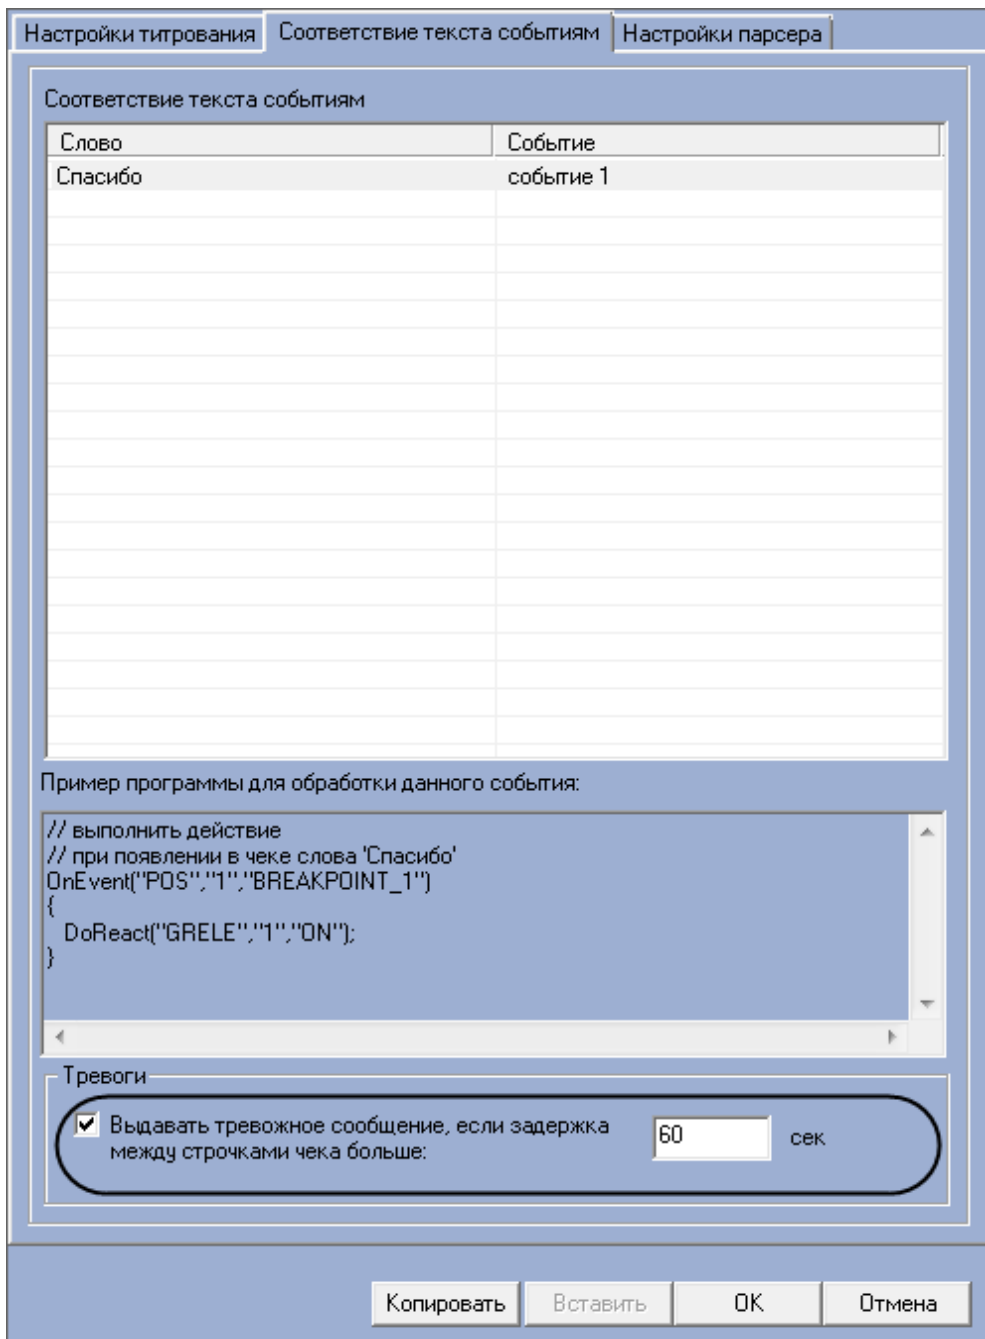 Настройки титрования Соответствие текста событиям Настройки парсера
Соответствие текста событиям
Слово Событие
Спасибо событие 1
Пример программы для обработки данного события:
// выполнить действие
// при появлении в чеке слова 'Спасибо'
OnEvent("POS","1","BREAKPOINT_1")
{
DoReact("GRELE","1","ON");
}
Тревоги
Выдавать тревожное сообщение, если задержка
между строчками чека больше:
60 сек
Копировать Вставить OK Отмена